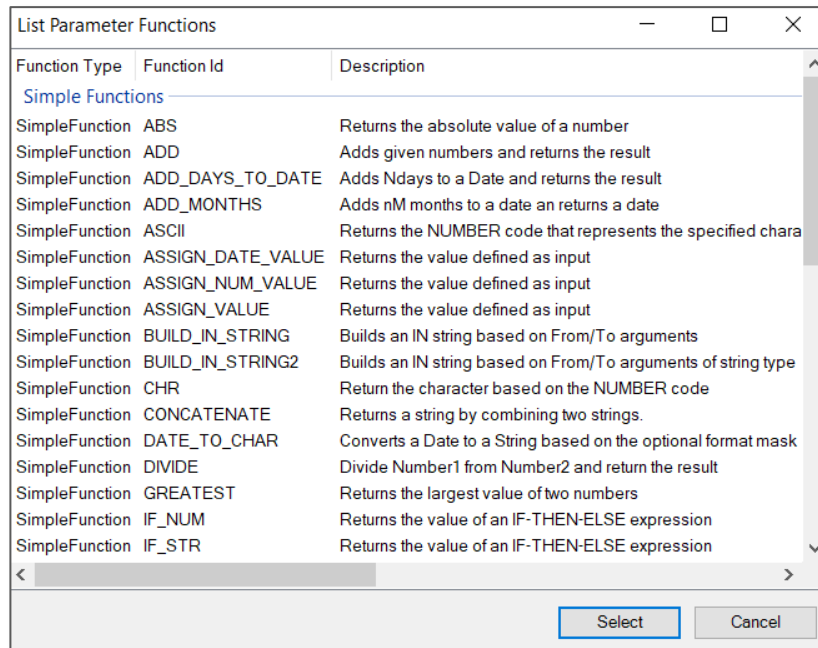 List Parameter Functions
Function Type Function Id Description
Simple Functions
SimpleFunction ABS Returns the absolute value of a number
SimpleFunction ADD Adds given numbers and returns the result
SimpleFunction ADD_DAYS_TO_DATE Adds Ndays to a Date and returns the result
SimpleFunction ADD_MONTHS Adds nM months to a date an returns a date
SimpleFunction ASCII Returns the NUMBER code that represents the specified chara
SimpleFunction ASSIGN_DATE_VALUE Returns the value defined as input
SimpleFunction ASSIGN_NUM_VALUE Returns the value defined as input
SimpleFunction ASSIGN_VALUE Returns the value defined as input
SimpleFunction BUILD_IN_STRING Builds an IN string based on From/To arguments
SimpleFunction BUILD_IN_STRING2 Builds an IN string based on From/To arguments of string type
SimpleFunction CHR Return the character based on the NUMBER code
SimpleFunction CONCATENATE Returns a string by combining two strings.
SimpleFunction DATE_TO_CHAR Converts a Date to a String based on the optional format mask
SimpleFunction DIVIDE Divide Number1 from Number2 and return the result
SimpleFunction GREATEST Returns the largest value of two numbers
SimpleFunction IF_NUM Returns the value of an IF-THEN-ELSE expression
SimpleFunction IF_STR Returns the value of an IF-THEN-ELSE expression
Select Cancel